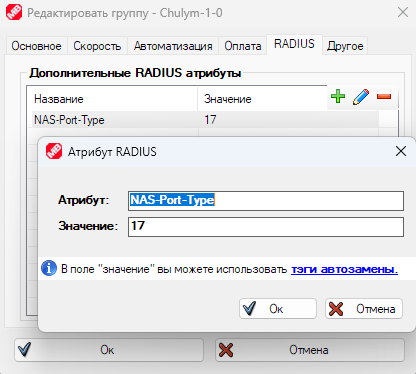 Редактировать группу - Chulym-1-0
Основное Скорость Автоматизация Оплата RADIUS Другое
Дополнительные RADIUS атрибуты
Название Значение
NAS-Port-Type 17
Атрибут RADIUS
Атрибут: NAS-Port-Type
Значение: 17
В поле "значение" вы можете использовать тэги автозамены.
Ок Отмена
Ок Отмена